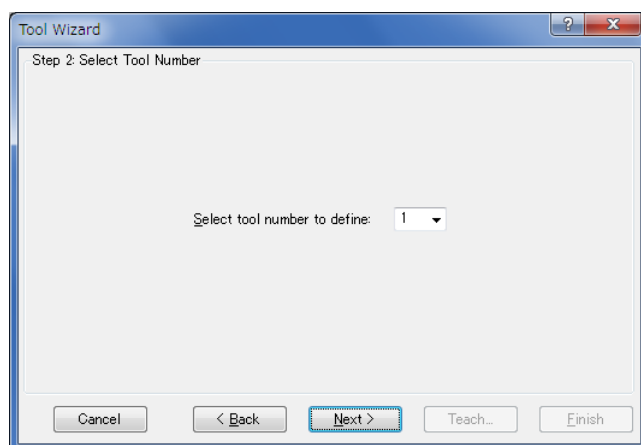 Tool Wizard
Step 2: Select Tool Number
Select tool number to define: 1
Cancel < Back Next > Teach... Finish